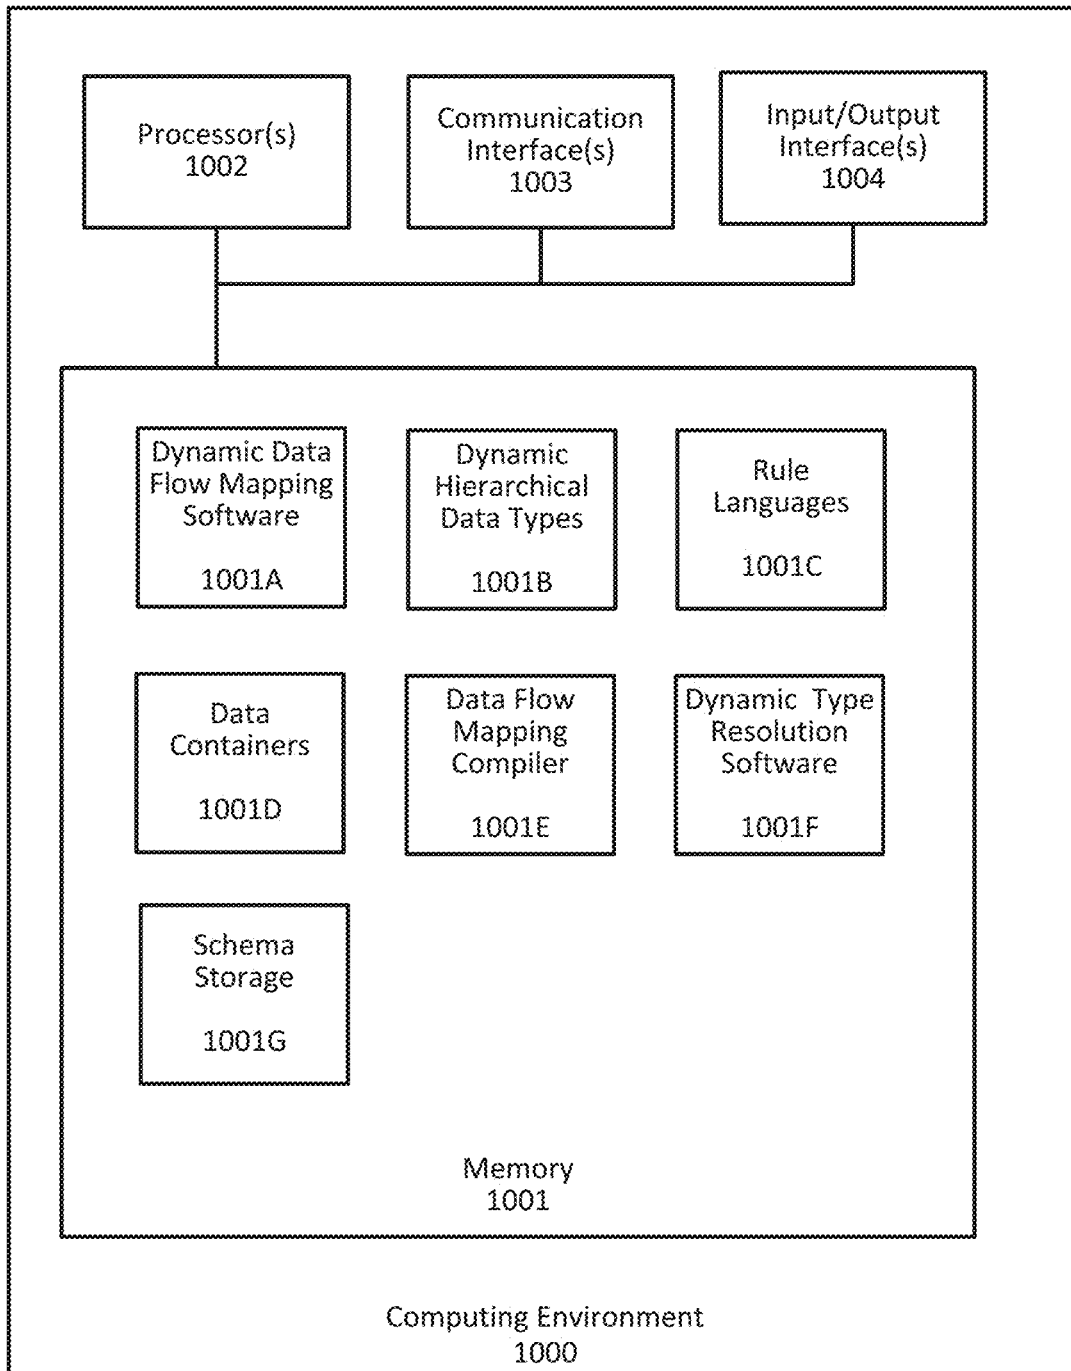 Processor(s)
1002
Communication
Interface(s)
1003
Input/Output
Interface(s)
1004
Dynamic Data
Flow Mapping
Software
1001A
Dynamic
Hierarchical
Data Types
1001B
Rule
Languages
1001C
Data
Containers
1001D
Data Flow
Mapping
Compiler
1001E
Dynamic Type
Resolution
Software
1001F
Schema
Storage
1001G
Memory
1001
Computing Environment
1000